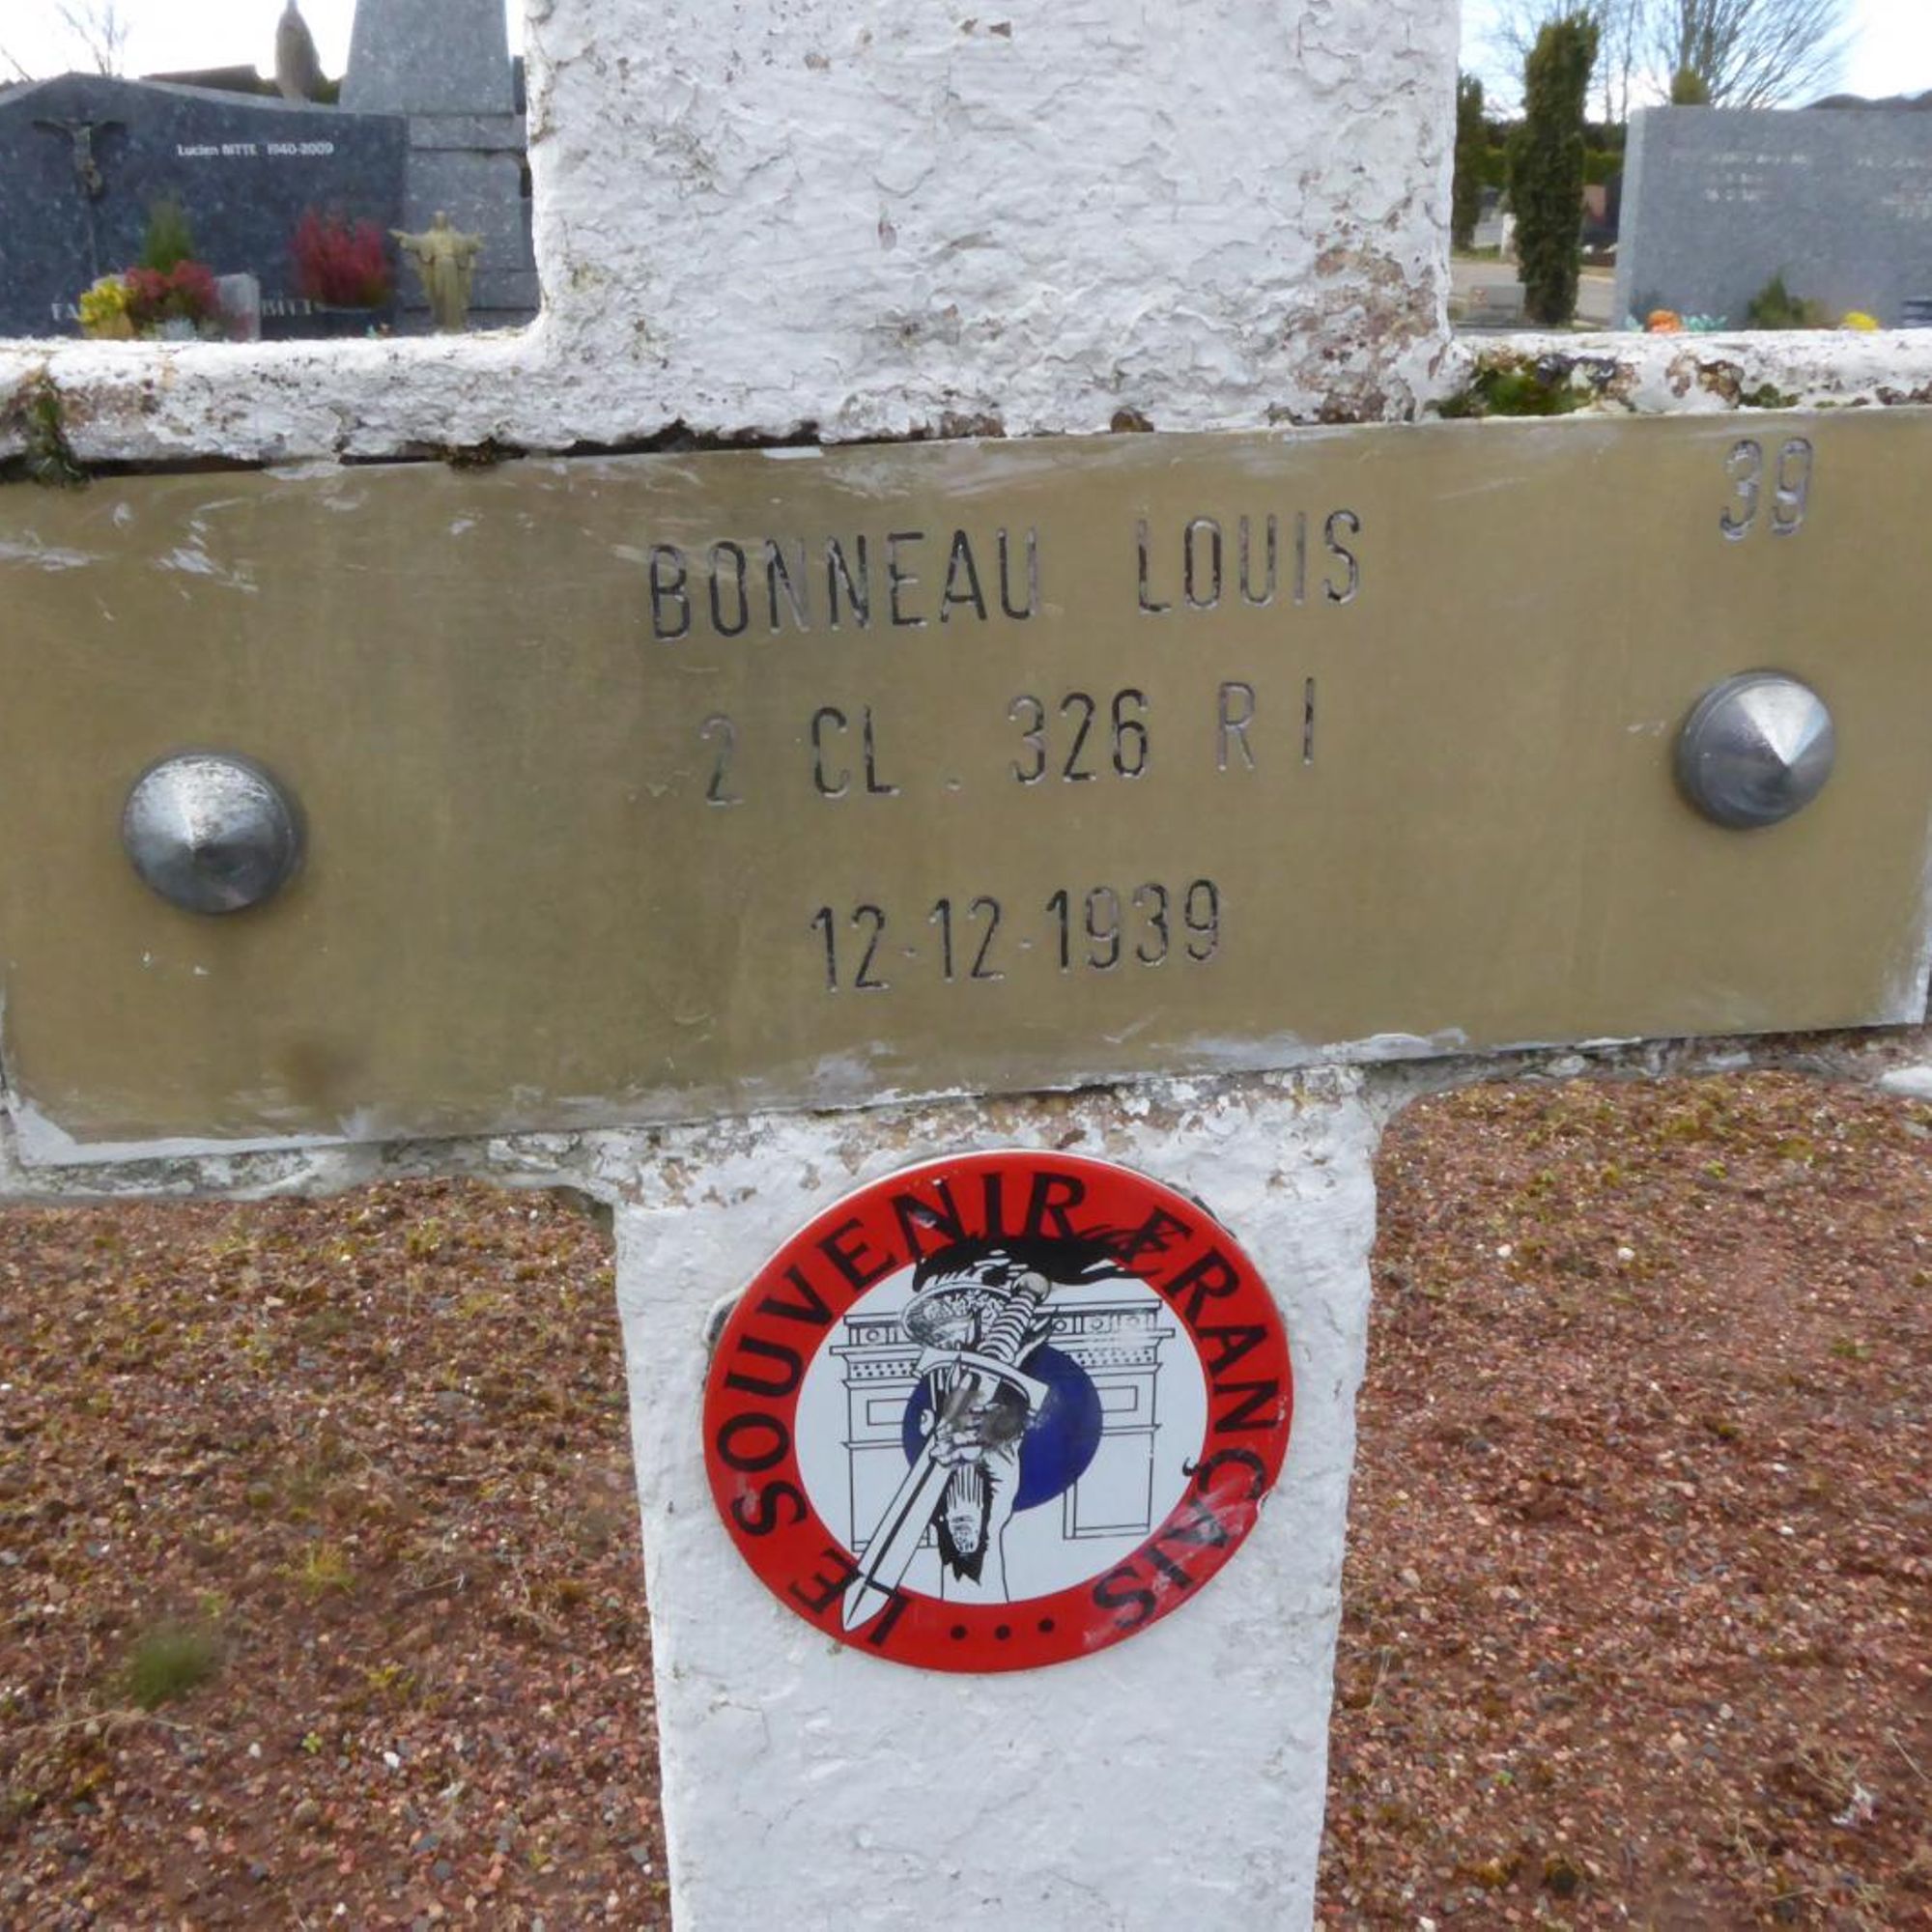 Lucien BITTE 1940-2009
39
BONNEAU LOUIS
2 CL . 326 R I
12-12-1939
LE SOUVENIR FRANÇAIS ...